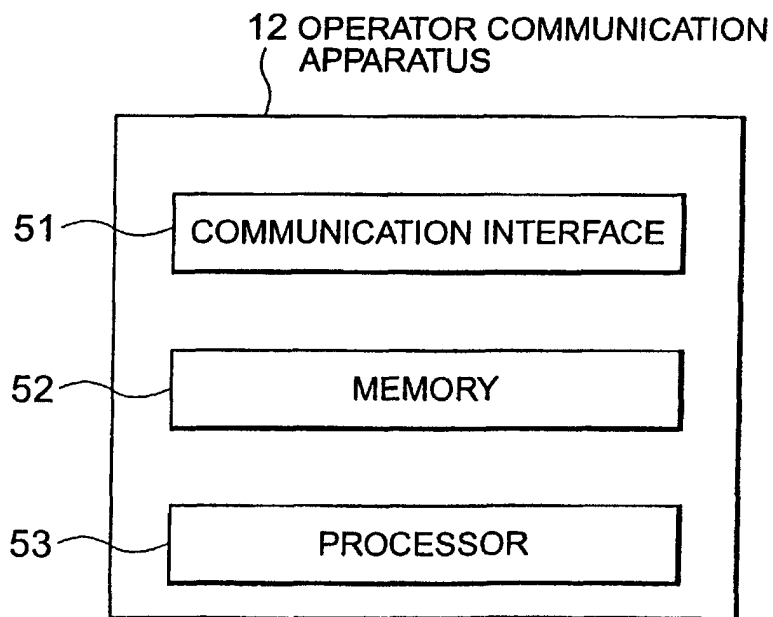 12 OPERATOR COMMUNICATION
APPARATUS
51 COMMUNICATION INTERFACE
52 MEMORY
53 PROCESSOR